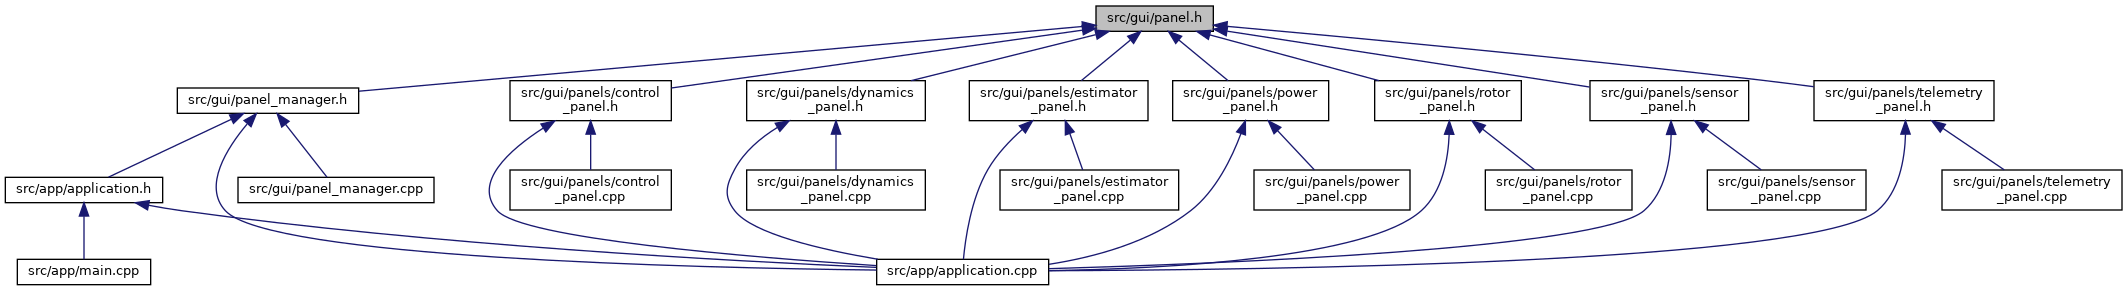 src/gui/panel.h
src/gui/panel_manager.h
src/gui/panels/control
_panel.h
src/gui/panels/dynamics
_panel.h
src/gui/panels/estimator
_panel.h
src/gui/panels/power
_panel.h
src/gui/panels/rotor
_panel.h
src/gui/panels/sensor
_panel.h
src/gui/panels/telemetry
_panel.h
src/app/application.h
src/gui/panel_manager.cpp
src/gui/panels/control
_panel.cpp
src/gui/panels/dynamics
_panel.cpp
src/gui/panels/estimator
_panel.cpp
src/gui/panels/power
_panel.cpp
src/gui/panels/rotor
_panel.cpp
src/gui/panels/sensor
_panel.cpp
src/gui/panels/telemetry
_panel.cpp
src/app/main.cpp
src/app/application.cpp